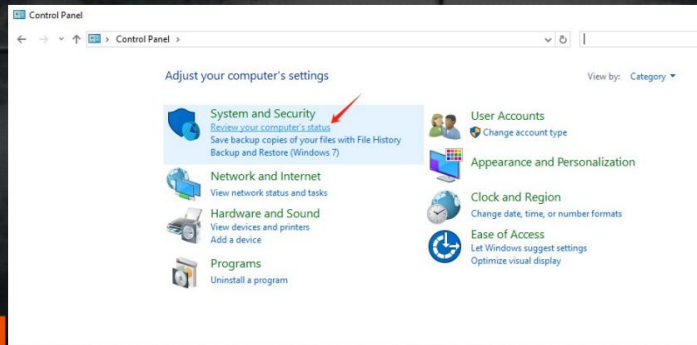 Control Panel
Control Panel
Adjust your computer's settings
View by: Category
System and Security
Review your computer's status
Save backup copies of your files with File History
Backup and Restore (Windows 7)
Network and Internet
View network status and tasks
Hardware and Sound
View devices and printers
Add a device
Programs
Uninstall a program
User Accounts
Change account type
Appearance and Personalization
Clock and Region
Change date, time, or number formats
Ease of Access
Let Windows suggest settings
Optimize visual display